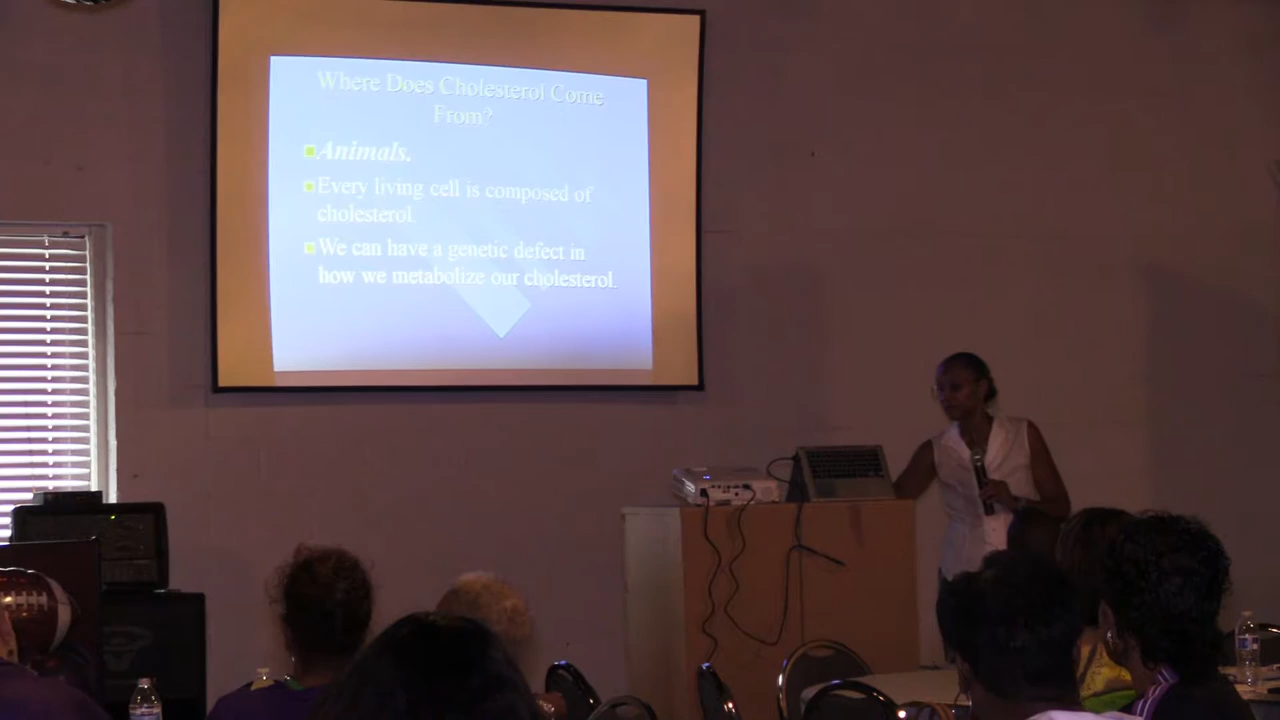 Where Does Cholesterol Come
From?
Animals.
Every living cell is composed of
cholesterol.
We can have a genetic defect in
how we metabolize our cholesterol.